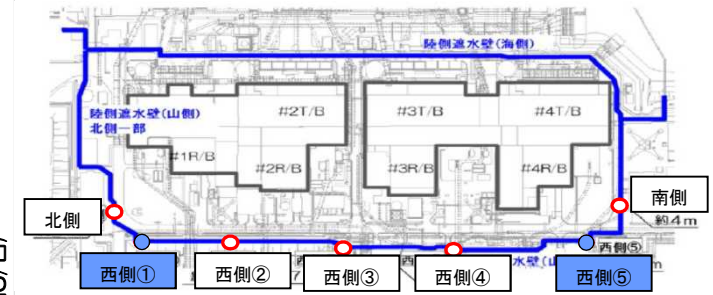 陸側遮水壁(海側)
陸側遮水壁(山側)
北側一部
#2T/B
#3T/B
#4T/B
#1R/B
#2R/B
#3R/B
#4R/B
北側
南側
約4m
西側①
西側②
西側③
西側④
西側⑤
西側⑤
水壁(山
7
m